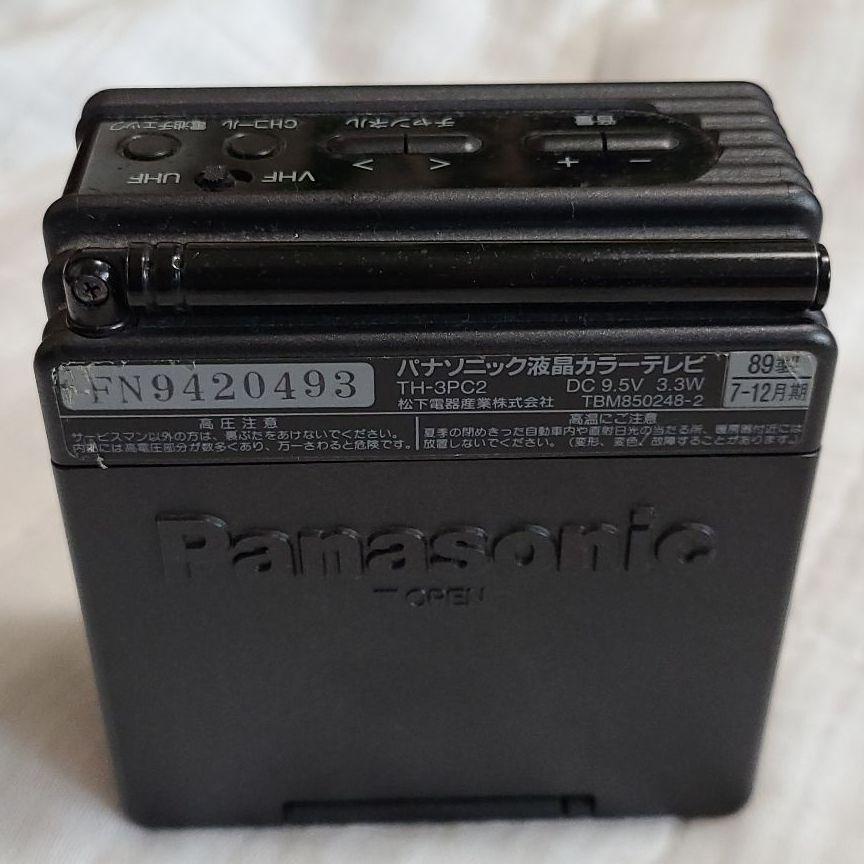 電池チェック CHコール チャンネル 音量
UHF VHF > < + −
FN9420493
パナソニック液晶カラーテレビ
TH-3PC2 DC 9.5V 3.3W
松下電器産業株式会社 TBM850248-2
89製
7-12月期
高圧注意
サービスマン以外の方は、裏ぶたをあけないでください。
内部には高電圧部分が数多くあり、万一さわると危険です。
高温にご注意
夏季の閉めきった自動車内や直射日光の当たる所、暖房器付近には
放置しないでください。(変形、変色、故障することがあります。)
Panasonic
OPEN